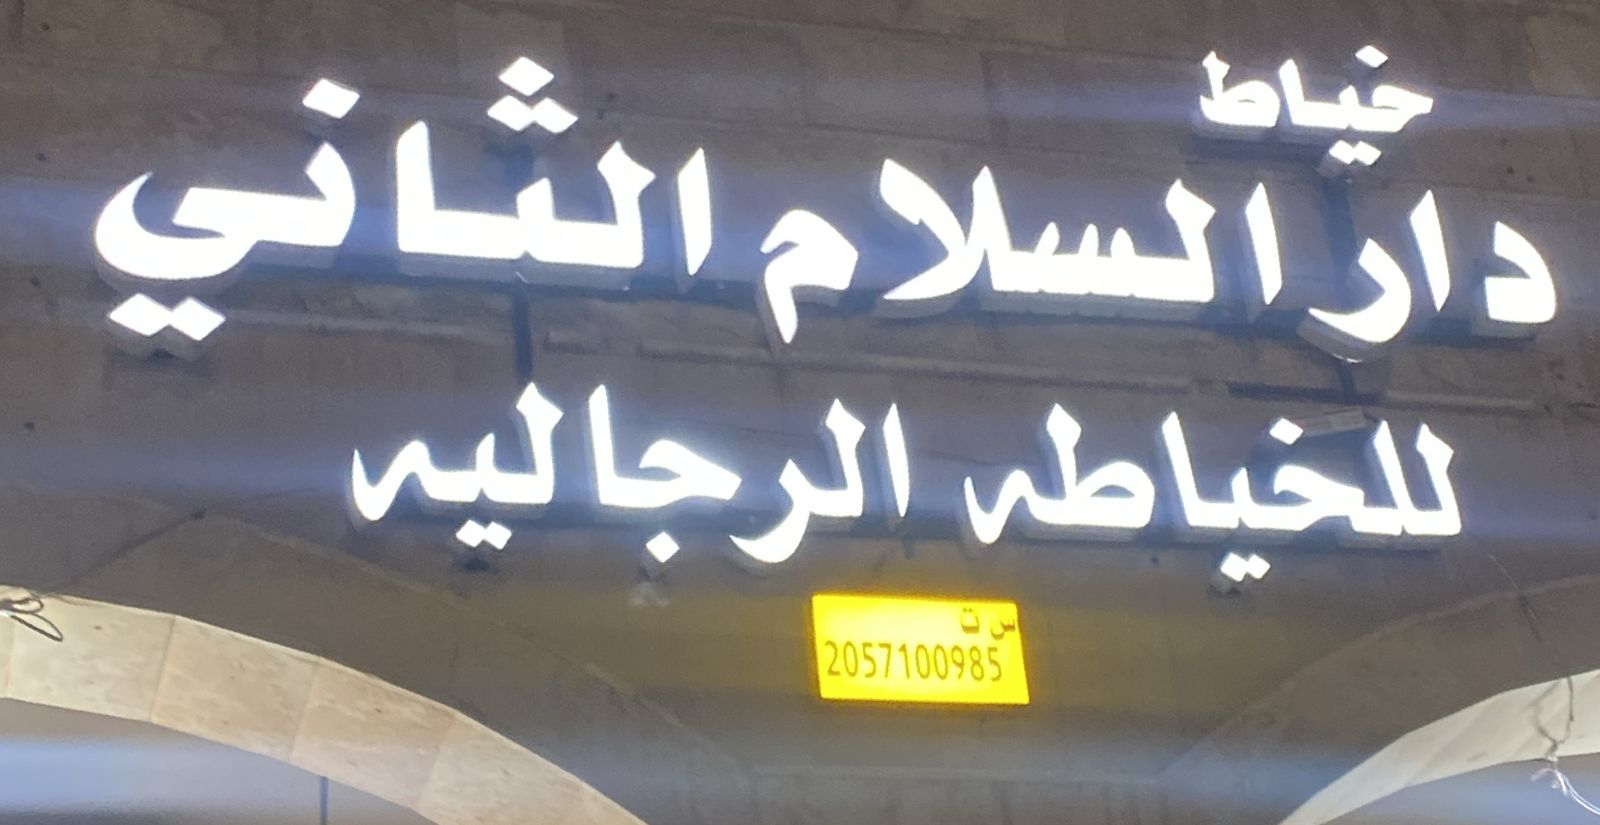 خياط
دار السلام الثاني
للخياطه الرجاليه
س ت
2057100985